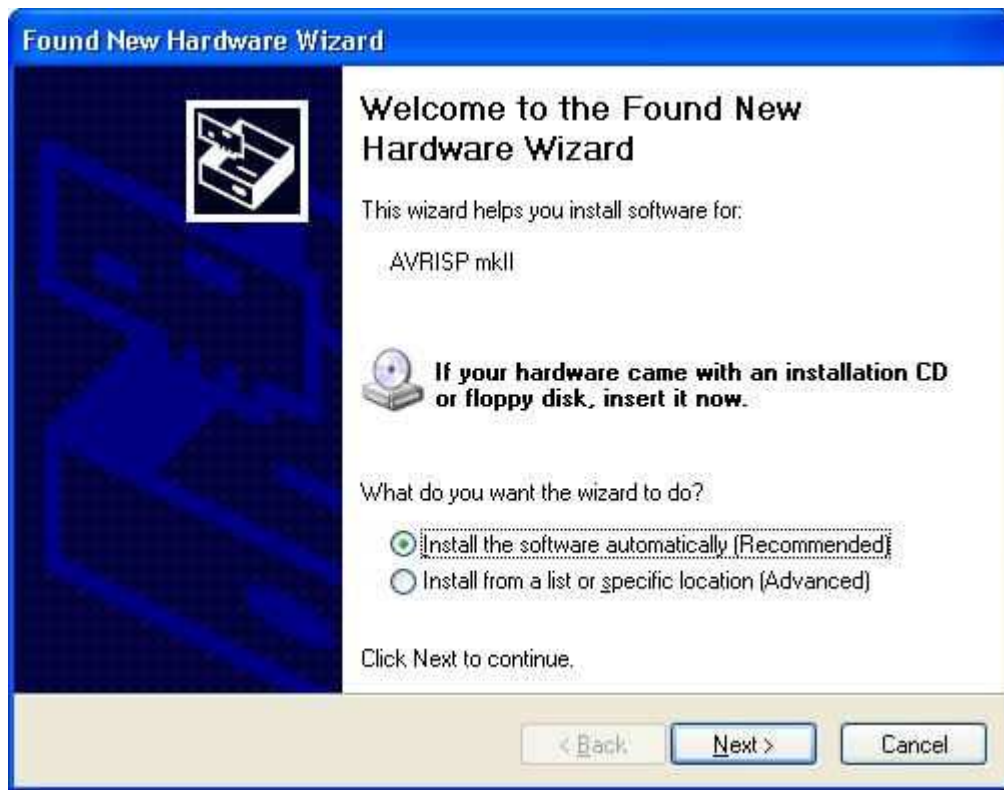 Found New Hardware Wizard
Welcome to the Found New
Hardware Wizard
This wizard helps you install software for:
AVRISP mkII
If your hardware came with an installation CD
or floppy disk, insert it now.
What do you want the wizard to do?
Install the software automatically (Recommended)
Install from a list or specific location (Advanced)
Click Next to continue.
< Back Next > Cancel